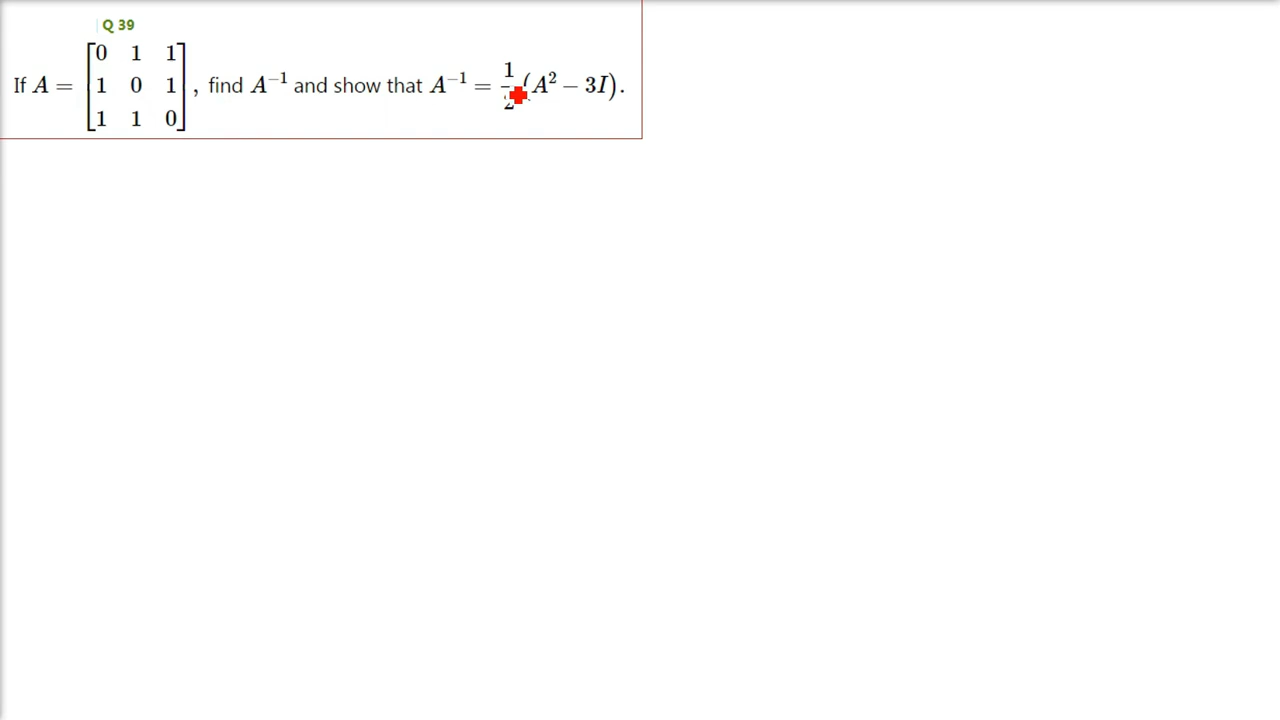 Q 39
If A = [0 1 1; 1 0 1; 1 1 0], find A⁻¹ and show that A⁻¹ = 1/2 (A² − 3I).